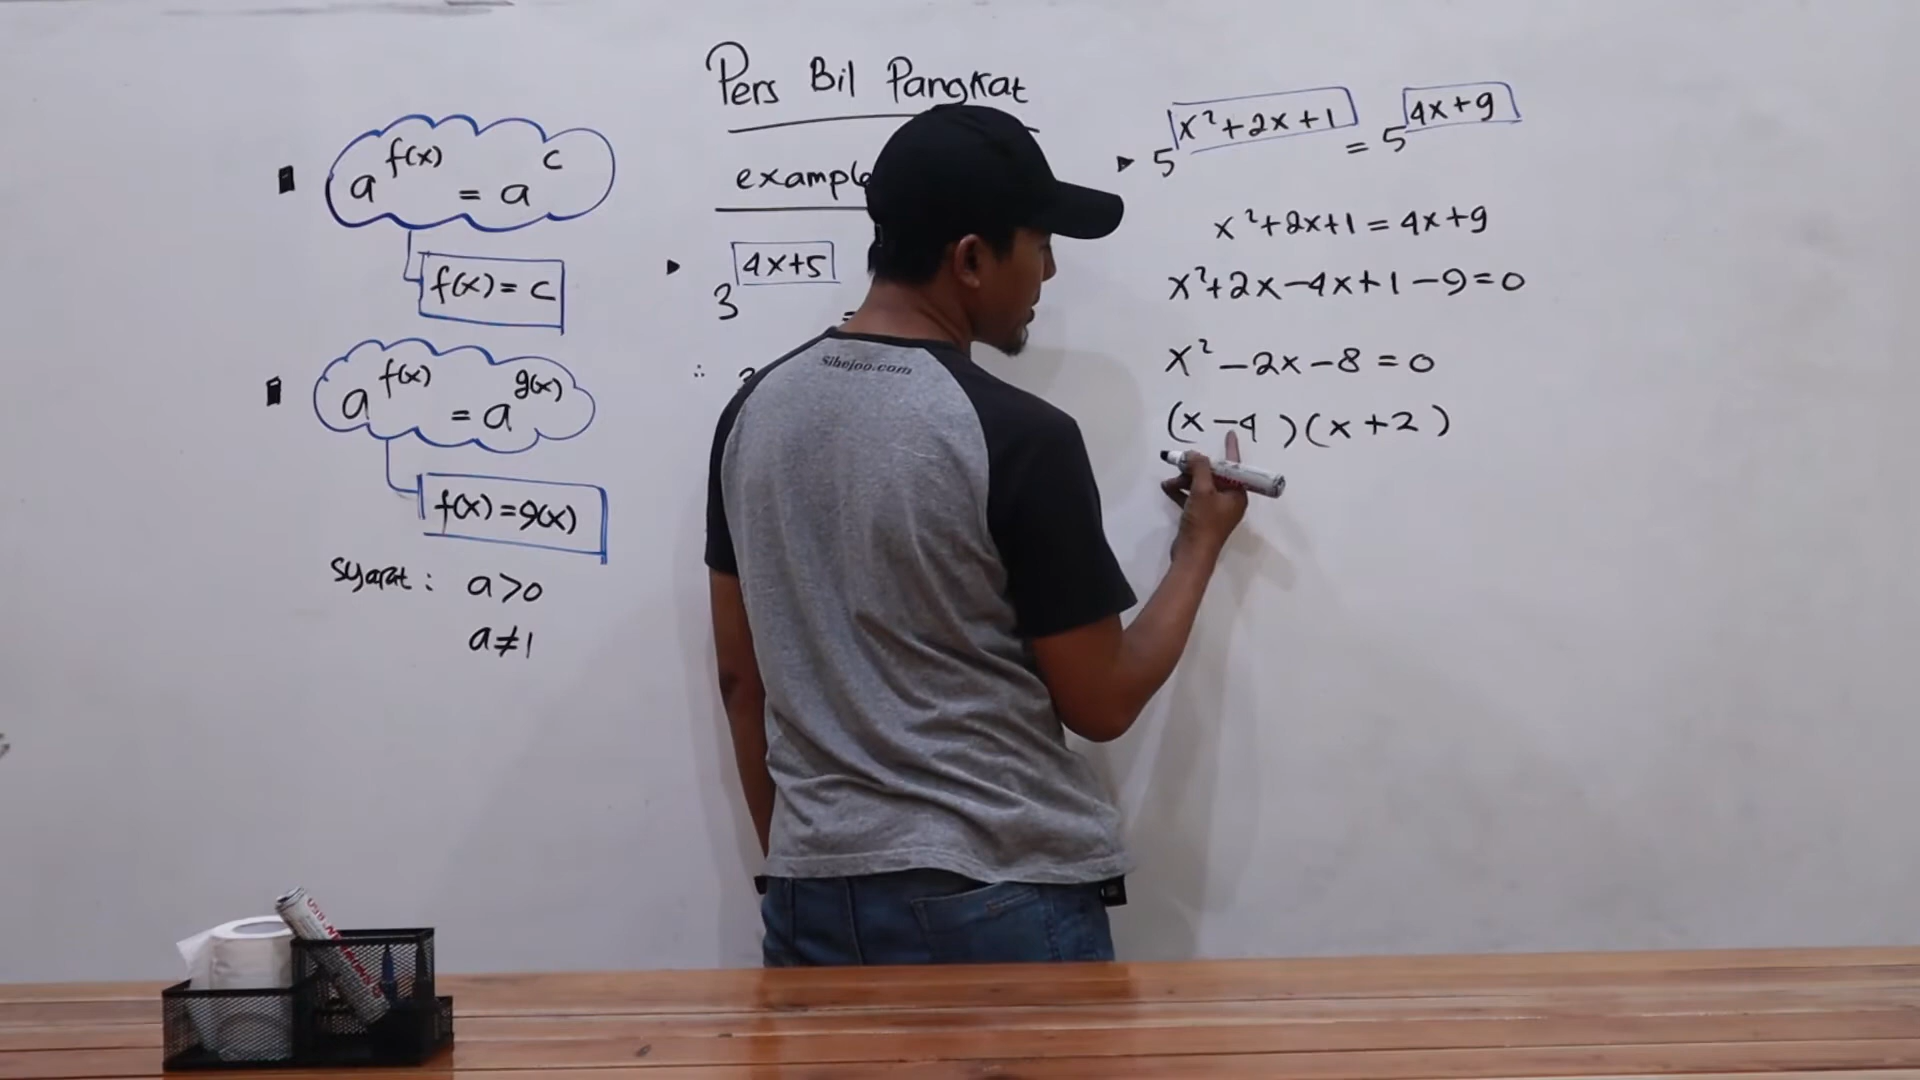 Pers Bil Pangkat
a^f(x) = a^c
f(x) = c
a^f(x) = a^g(x)
f(x) = g(x)
Syarat : a>0
a≠1
3^4x+5 =
∴
Sibejoo.com
5^x²+2x+1 = 5^4x+9
x²+2x+1 = 4x+9
x²+2x-4x+1-9=0
x²-2x-8=0
(x-4)(x+2)